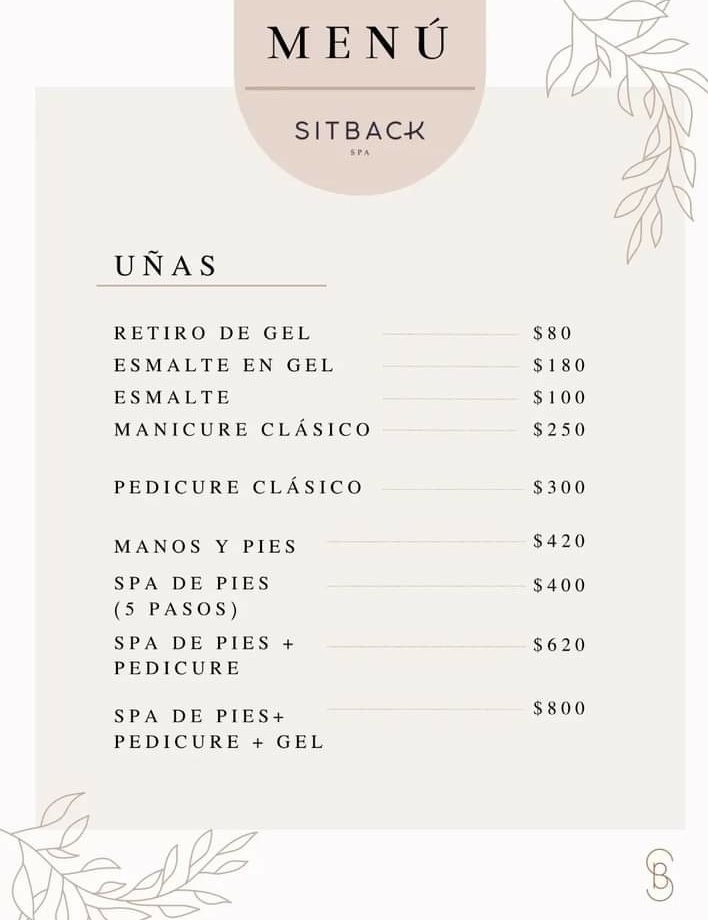 MENÚ
SITBACK
SPA
UÑAS
RETIRO DE GEL $80
ESMALTE EN GEL $180
ESMALTE $100
MANICURE CLÁSICO $250
PEDICURE CLÁSICO $300
MANOS Y PIES $420
SPA DE PIES $400
(5 PASOS)
SPA DE PIES + $620
PEDICURE
SPA DE PIES+ $800
PEDICURE + GEL
SB